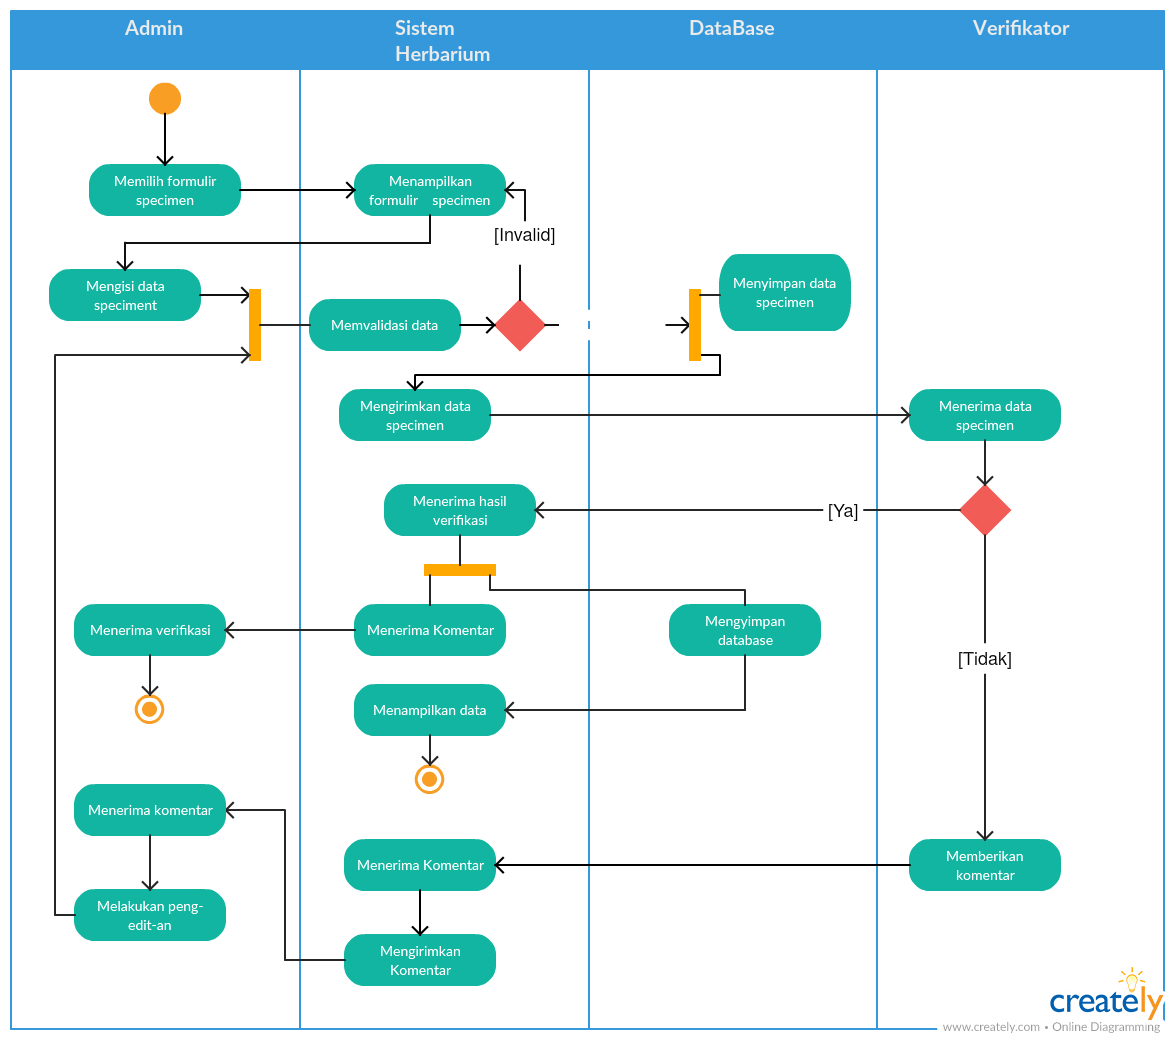 Admin
Sistem
Herbarium
DataBase
Verifikator
Memilih formulir
specimen
Menampilkan
formulir specimen
[Invalid]
Mengisi data
speciment
Memvalidasi data
Menyimpan data
specimen
Mengirimkan data
specimen
Menerima data
specimen
Menerima hasil
verifikasi
[Ya]
Menerima verifikasi
Menerima Komentar
Mengyimpan
database
[Tidak]
Menampilkan data
Menerima komentar
Menerima Komentar
Memberikan
komentar
Melakukan peng-
edit-an
Mengirimkan
Komentar
creately
www.creately.com • Online Diagramming